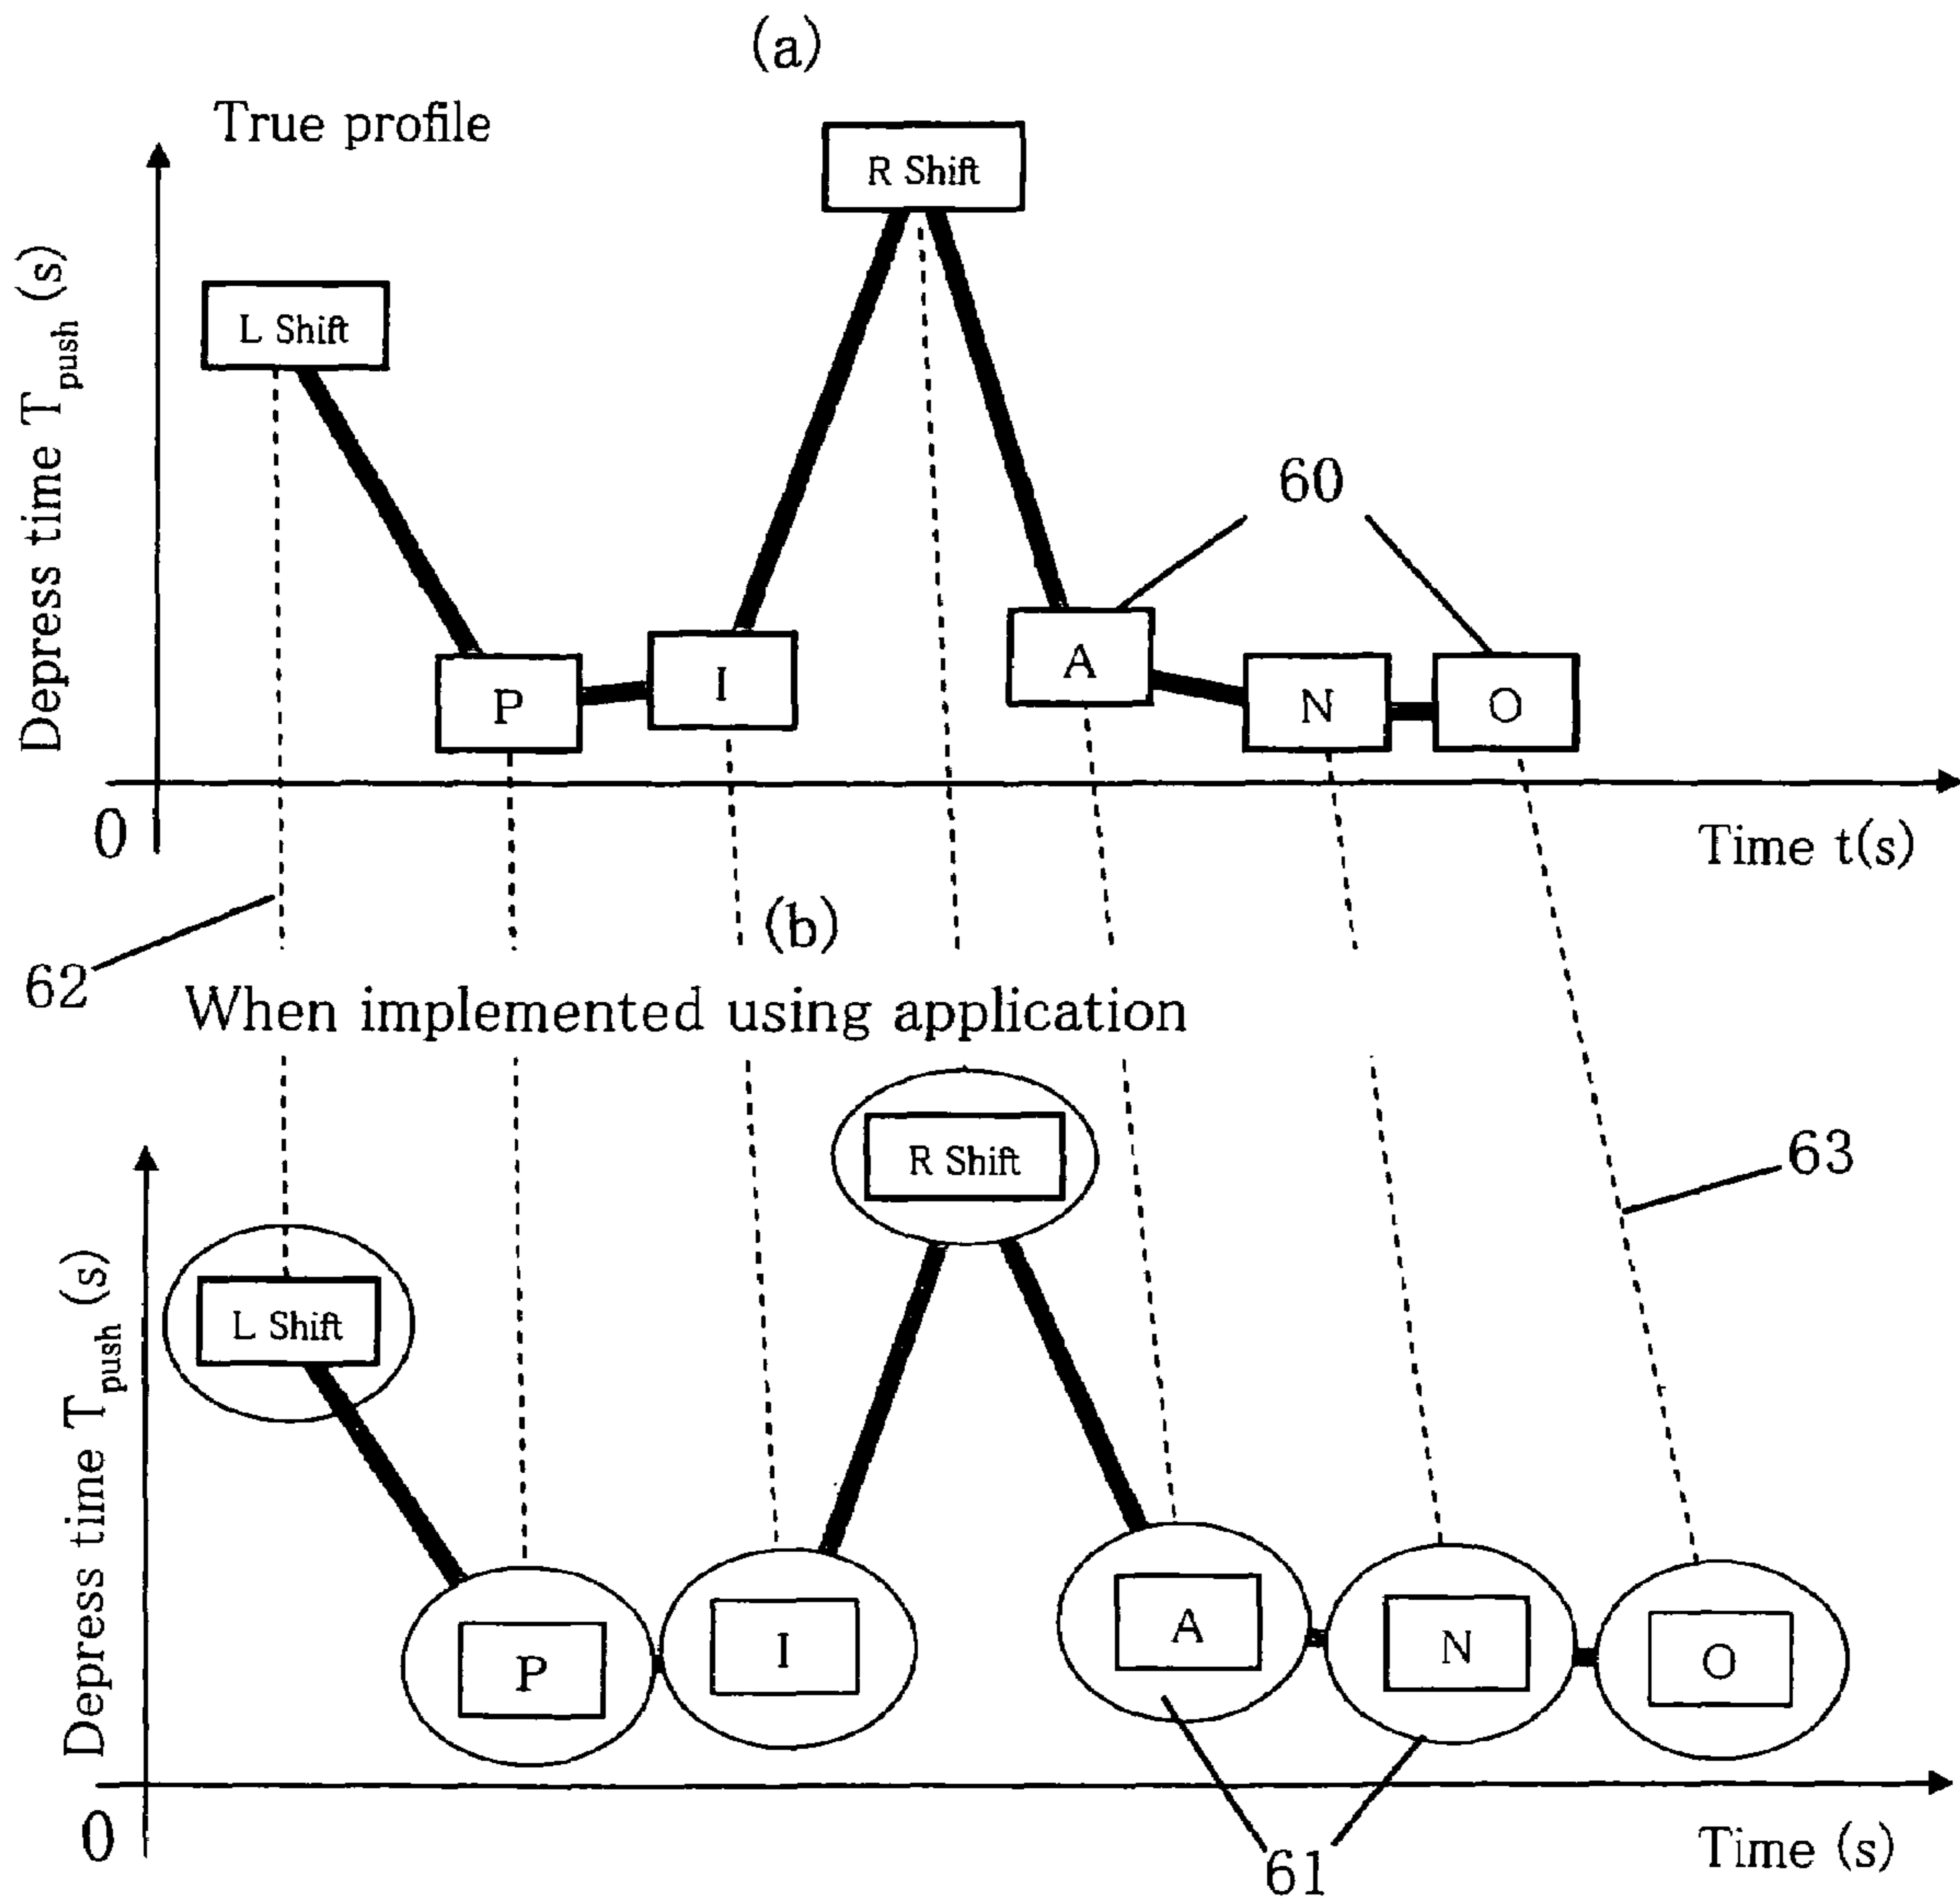 (a)
True profile
R Shift
L Shift
Depress time T_push (s)
60
P
I
A
N
O
0
Time t(s)
62
(b)
When implemented using application
R Shift
63
L Shift
Depress time T_push (s)
P
I
A
N
O
0
Time (s)
61